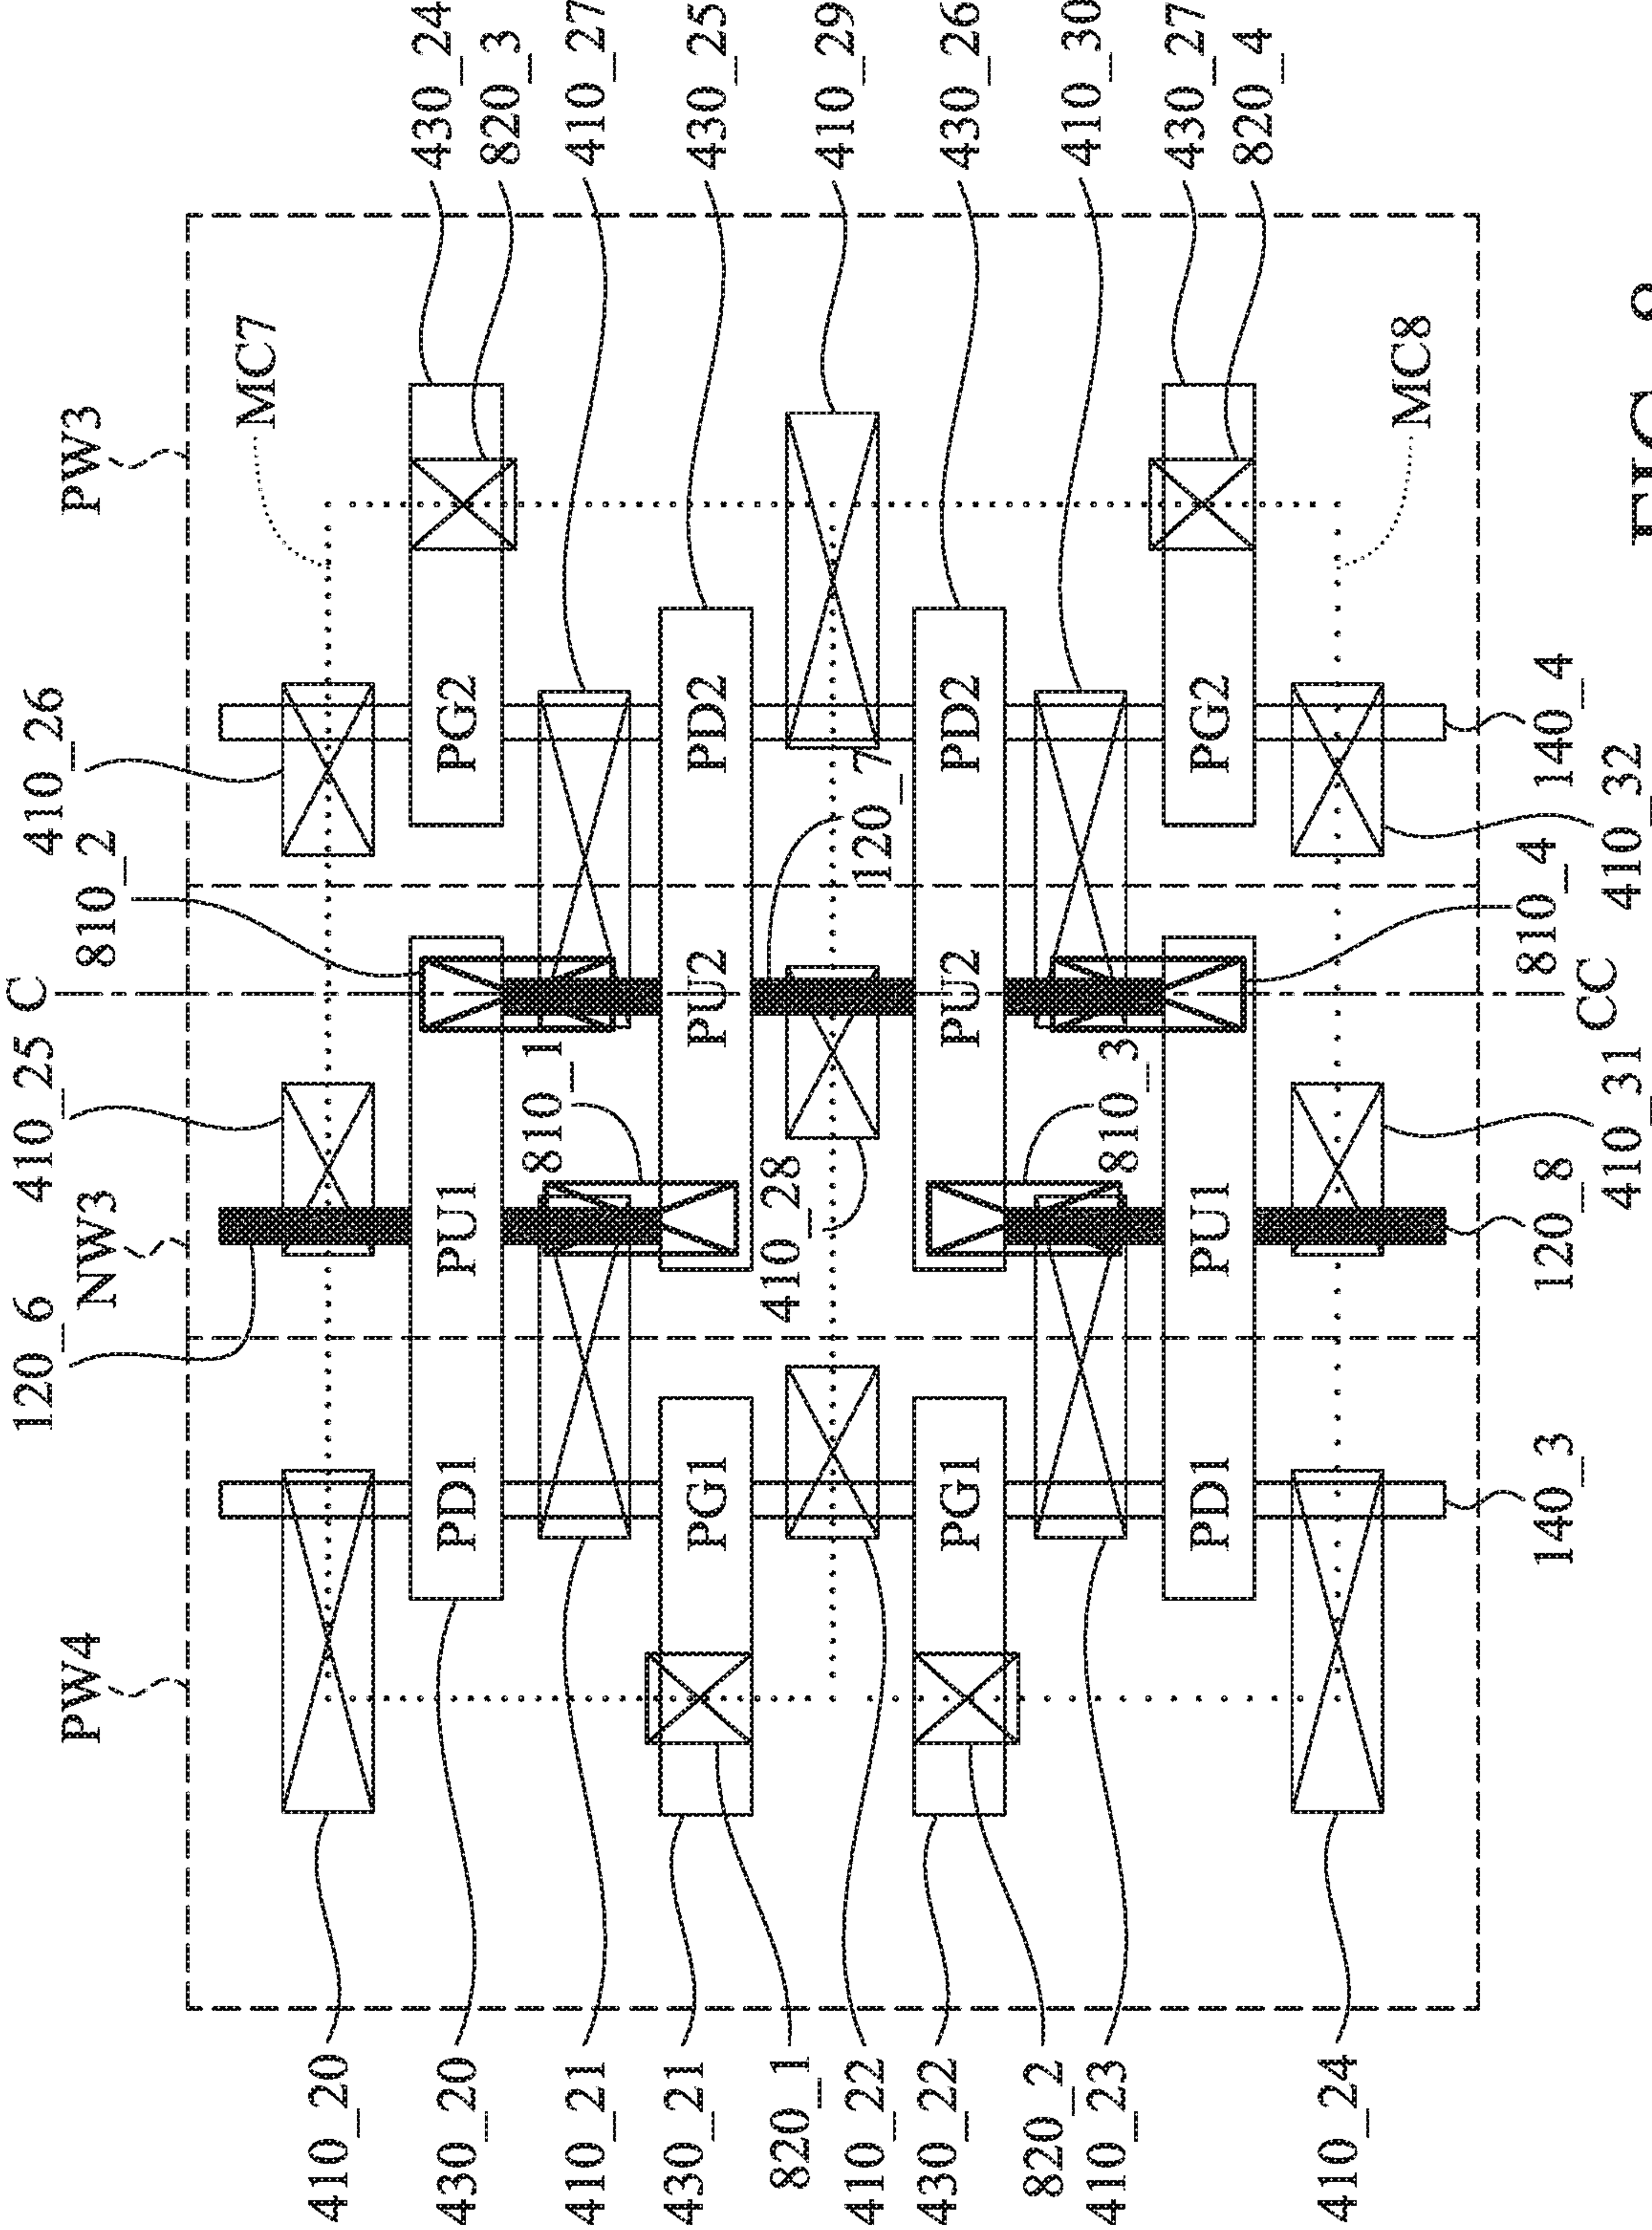 PW4
120_6
NW3
410_25
C
810_2
410_26
PW3
MC7
410_20
430_24
430_20
PD1
PU1
PG2
820_3
810_1
410_21
410_27
430_21
PG1
PU2
PD2
430_25
820_1
410_28
410_22
120_7
410_29
430_22
PG1
PU2
PD2
430_26
820_2
410_23
810_3
410_30
PD1
PU1
PG2
430_27
820_4
410_24
MC8
140_3
120_8
810_4
140_4
CC
410_31
410_32
FIG. 8